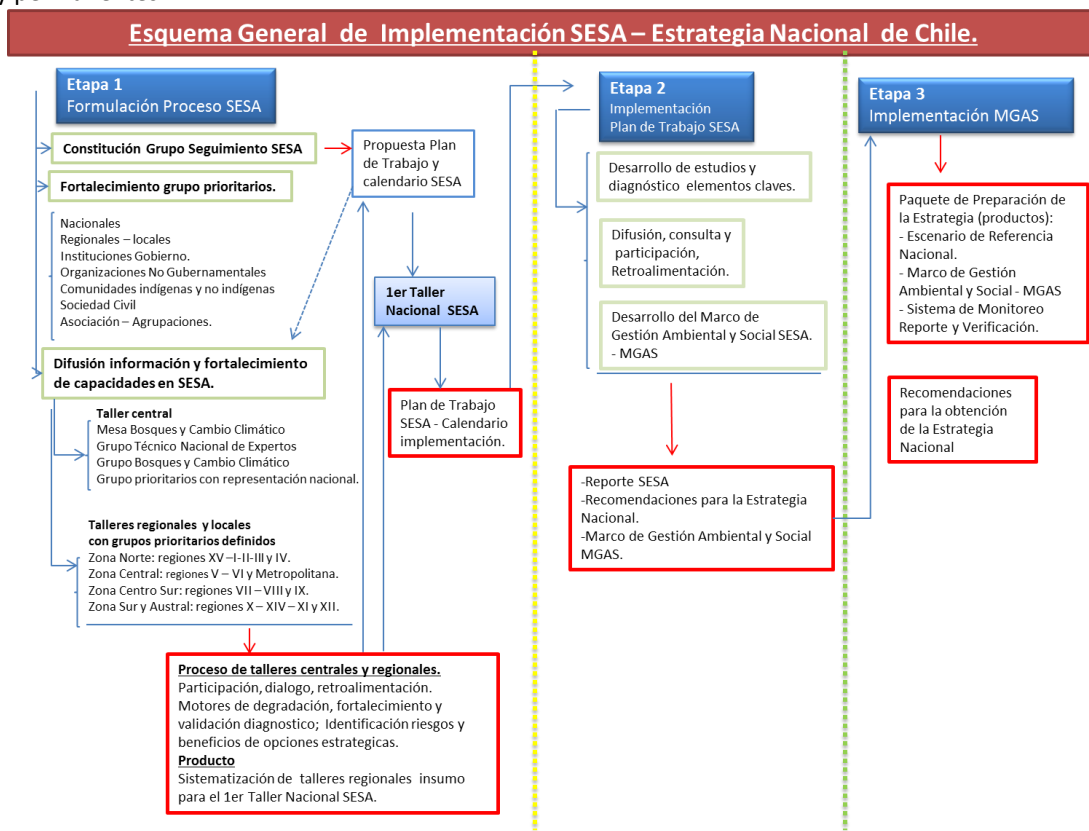 Esquema General de Implementación SESA – Estrategia Nacional de Chile.
Etapa 1
Formulación Proceso SESA
Constitución Grupo Seguimiento SESA
Fortalecimiento grupo prioritarios.
Nacionales
Regionales – locales
Instituciones Gobierno.
Organizaciones No Gubernamentales
Comunidades indígenas y no indígenas
Sociedad Civil
Asociación – Agrupaciones.
Difusión información y fortalecimiento
de capacidades en SESA.
Taller central
Mesa Bosques y Cambio Climático
Grupo Técnico Nacional de Expertos
Grupo Bosques y Cambio Climático
Grupo prioritarios con representación nacional.
Talleres regionales y locales
con grupos prioritarios definidos
Zona Norte: regiones XV –I-II-III y IV.
Zona Central: regiones V – VI y Metropolitana.
Zona Centro Sur: regiones VII – VIII y IX.
Zona Sur y Austral: regiones X – XIV – XI y XII.
Proceso de talleres centrales y regionales.
Participación, dialogo, retroalimentación.
Motores de degradación, fortalecimiento y
validación diagnostico; Identificación riesgos y
beneficios de opciones estrategicas.
Producto
Sistematización de talleres regionales insumo
para el 1er Taller Nacional SESA.
Propuesta Plan
de Trabajo y
calendario SESA
1er Taller
Nacional SESA
Plan de Trabajo
SESA - Calendario
implementación.
Etapa 2
Implementación
Plan de Trabajo SESA
Desarrollo de estudios y
diagnóstico elementos claves.
Difusión, consulta y
participación,
Retroalimentación.
Desarrollo del Marco de
Gestión Ambiental y Social SESA.
- MGAS
-Reporte SESA
-Recomendaciones para la Estrategia
Nacional.
-Marco de Gestión Ambiental y Social
MGAS.
Etapa 3
Implementación MGAS
Paquete de Preparación de
la Estrategia (productos):
- Escenario de Referencia
Nacional.
- Marco de Gestión
Ambiental y Social - MGAS
- Sistema de Monitoreo
Reporte y Verificación.
Recomendaciones
para la obtención
de la Estrategia
Nacional